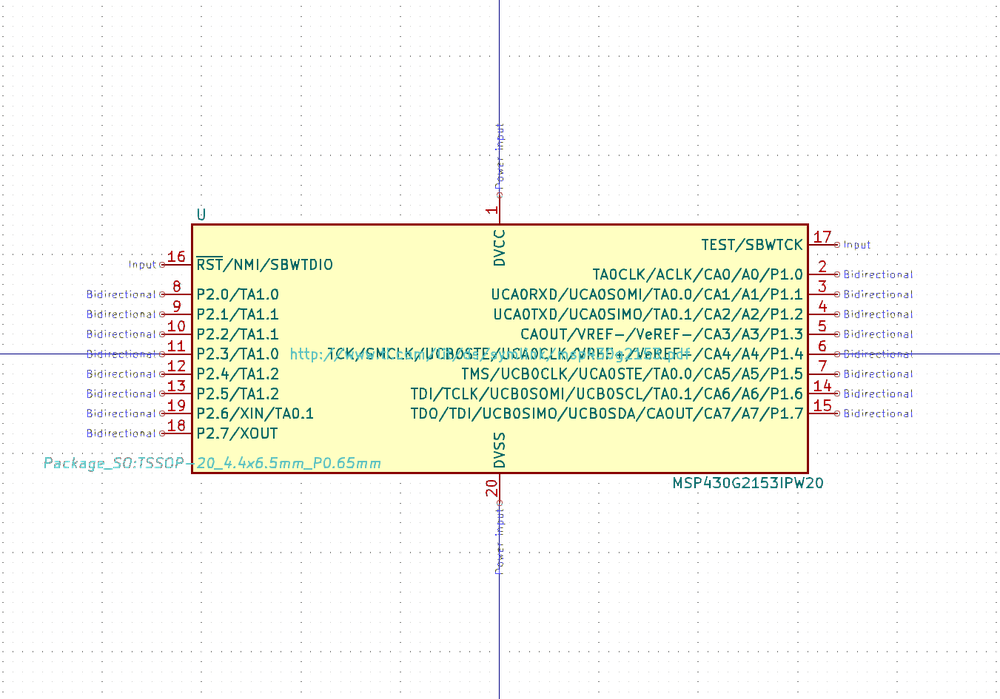 Power input
U
1
DVCC
TEST/SBWTCK 17 Input
Input 16 RST/NMI/SBWTDIO
TA0CLK/ACLK/CA0/A0/P1.0 2 Bidirectional
Bidirectional 8 P2.0/TA1.0 UCA0RXD/UCA0SOMI/TA0.0/CA1/A1/P1.1 3 Bidirectional
Bidirectional 9 P2.1/TA1.1 UCA0TXD/UCA0SIMO/TA0.1/CA2/A2/P1.2 4 Bidirectional
Bidirectional 10 P2.2/TA1.1 CAOUT/VREF-/VeREF-/CA3/A3/P1.3 5 Bidirectional
Bidirectional 11 P2.3/TA1.0 /CA4/A4/P1.4 6 Bidirectional
Bidirectional 12 P2.4/TA1.2 TMS/UCB0CLK/UCA0STE/TA0.0/CA5/A5/P1.5 7 Bidirectional
Bidirectional 13 P2.5/TA1.2 TDI/TCLK/UCB0SOMI/UCB0SCL/TA0.1/CA6/A6/P1.6 14 Bidirectional
Bidirectional 19 P2.6/XIN/TA0.1 TDO/TDI/UCB0SIMO/UCB0SDA/CAOUT/CA7/A7/P1.7 15 Bidirectional
Bidirectional 18 P2.7/XOUT
DVSS
Package_SO:TSSOP-20_4.4x6.5mm_P0.65mm
20
MSP430G2153IPW20
Power input